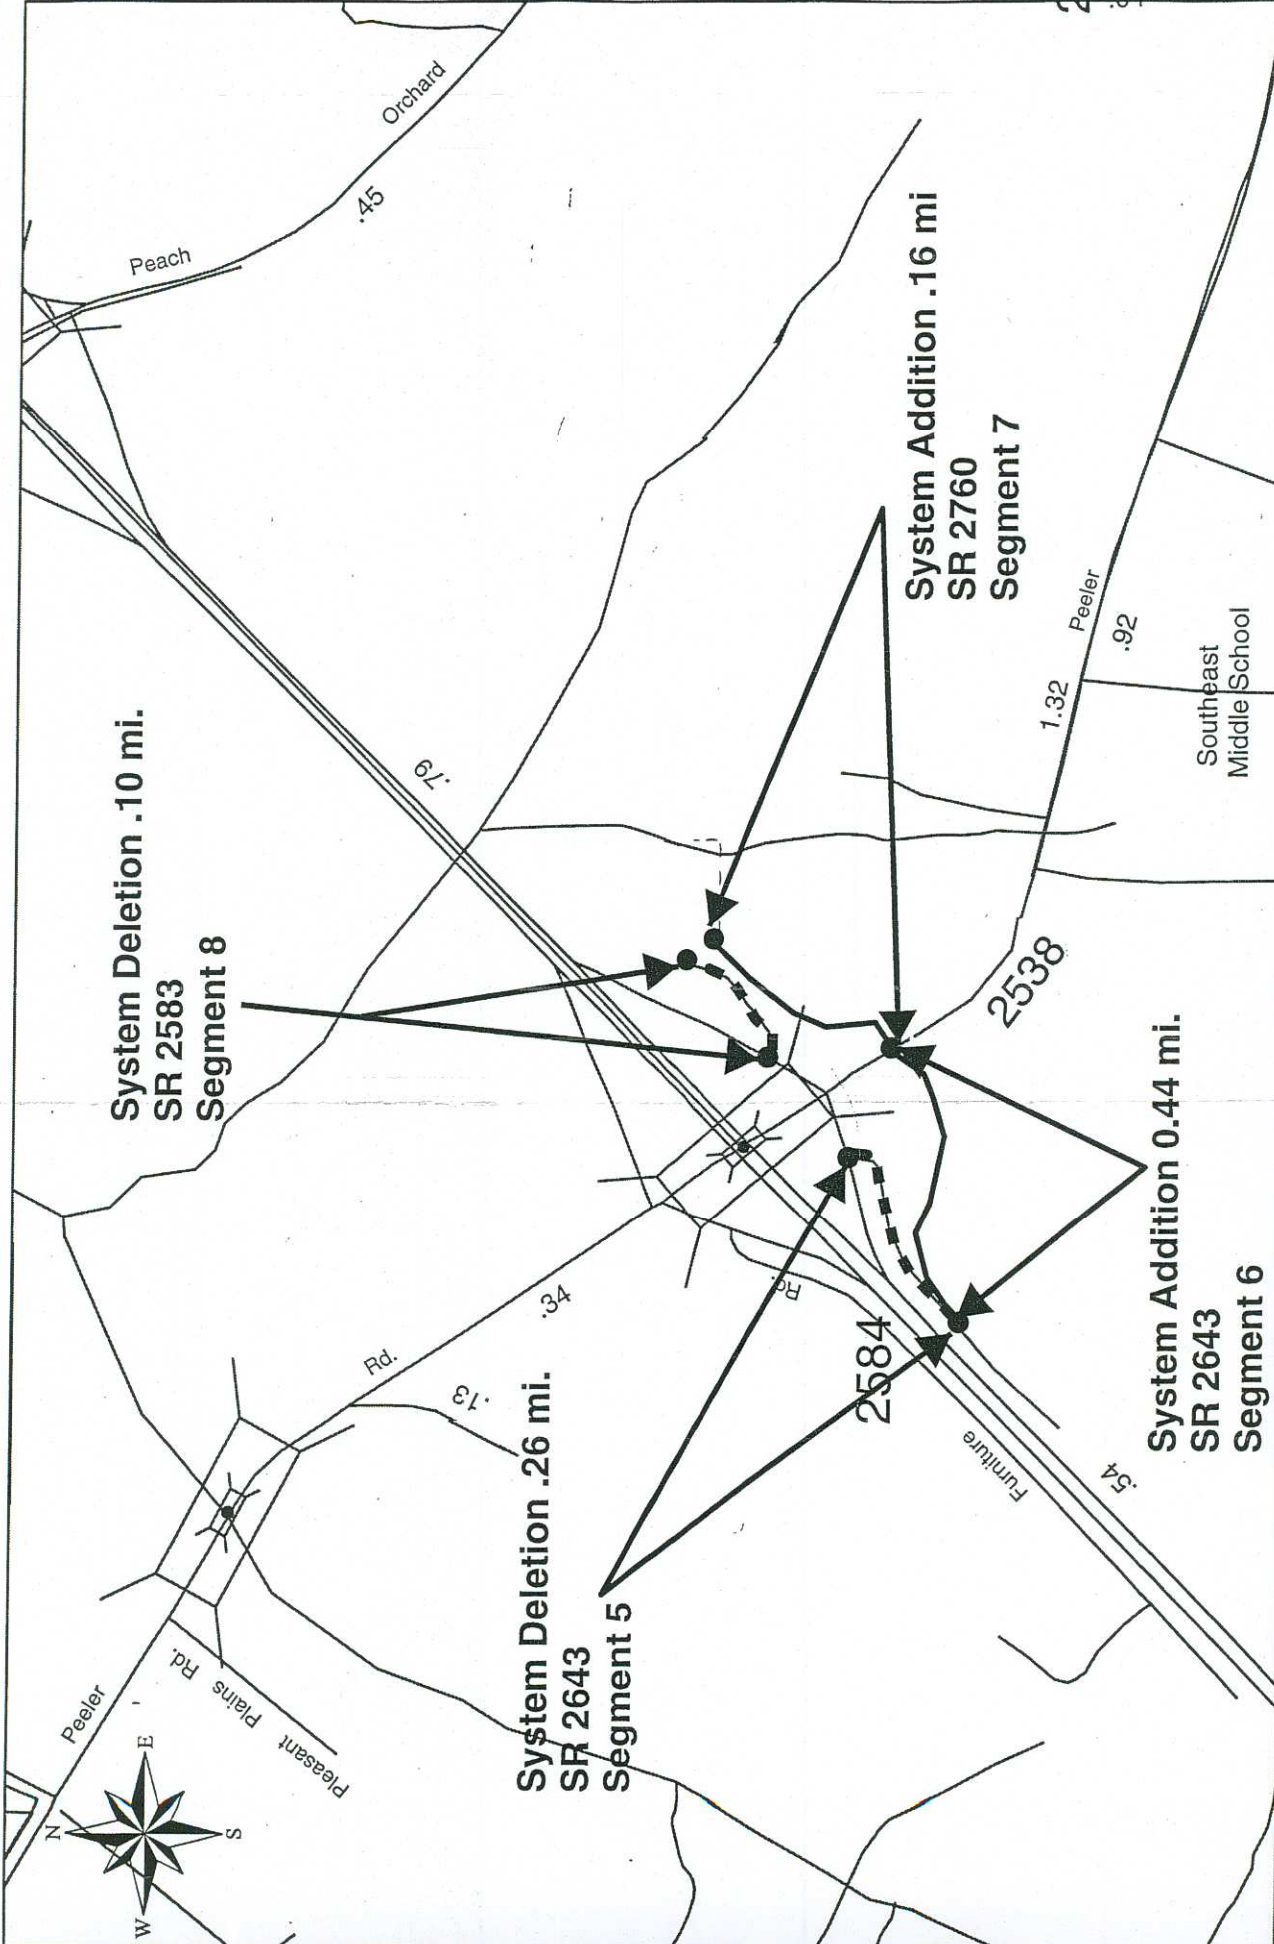 Orchard
.45
Peach
System Deletion .10 mi.
SR 2583
Segment 8
.79
System Addition .16 mi
SR 2760
Segment 7
Peeler
.92
1.32
Southeast
Middle School
2538
System Addition 0.44 mi.
SR 2643
Segment 6
.34
Rd.
.13
Rd.
2584
Furniture
.54
System Deletion .26 mi.
SR 2643
Segment 5
Peeler
Pleasant Plains Rd.
N
E
S
W